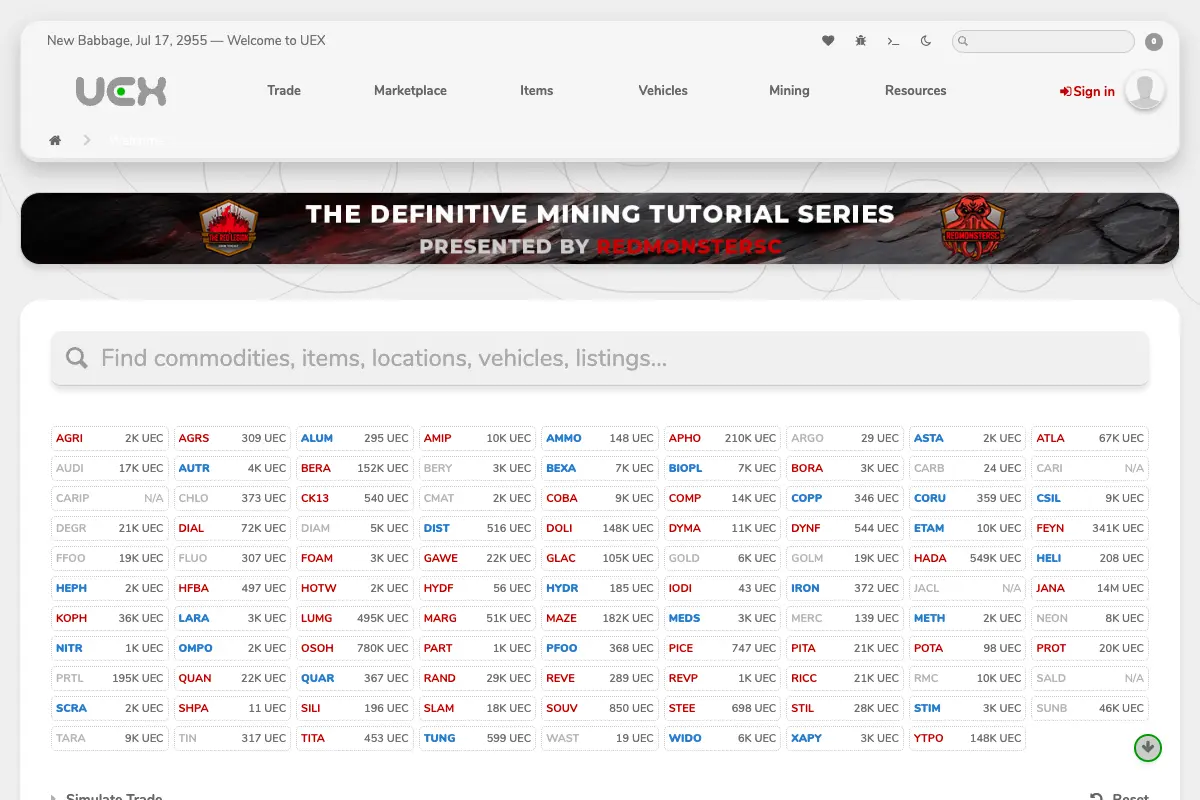 New Babbage, Jul 17, 2955 — Welcome to UEX
0
UEX
Trade Marketplace Items Vehicles Mining Resources Sign in
THE DEFINITIVE MINING TUTORIAL SERIES
PRESENTED BY REDMONSTERSC
THE RED LEGION
REDMONSTERSC
Find commodities, items, locations, vehicles, listings...
AGRI 2K UEC AGRS 309 UEC ALUM 295 UEC AMIP 10K UEC AMMO 148 UEC APHO 210K UEC ARGO 29 UEC ASTA 2K UEC ATLA 67K UEC
AUDI 17K UEC AUTR 4K UEC BERA 152K UEC BERY 3K UEC BEXA 7K UEC BIOPL 7K UEC BORA 3K UEC CARB 24 UEC CARI N/A
CARIP N/A CHLO 373 UEC CK13 540 UEC CMAT 2K UEC COBA 9K UEC COMP 14K UEC COPP 346 UEC CORU 359 UEC CSIL 9K UEC
DEGR 21K UEC DIAL 72K UEC DIAM 5K UEC DIST 516 UEC DOLI 148K UEC DYMA 11K UEC DYNF 544 UEC ETAM 10K UEC FEYN 341K UEC
FFOO 19K UEC FLUO 307 UEC FOAM 3K UEC GAWE 22K UEC GLAC 105K UEC GOLD 6K UEC GOLM 19K UEC HADA 549K UEC HELI 208 UEC
HEPH 2K UEC HFBA 497 UEC HOTW 2K UEC HYDF 56 UEC HYDR 185 UEC IODI 43 UEC IRON 372 UEC JACL N/A JANA 14M UEC
KOPH 36K UEC LARA 3K UEC LUMG 495K UEC MARG 51K UEC MAZE 182K UEC MEDS 3K UEC MERC 139 UEC METH 2K UEC NEON 8K UEC
NITR 1K UEC OMPO 2K UEC OSOH 780K UEC PART 1K UEC PFOO 368 UEC PICE 747 UEC PITA 21K UEC POTA 98 UEC PROT 20K UEC
PRTL 195K UEC QUAN 22K UEC QUAR 367 UEC RAND 29K UEC REVE 289 UEC REVP 1K UEC RICC 21K UEC RMC 10K UEC SALD N/A
SCRA 2K UEC SHPA 11 UEC SILI 196 UEC SLAM 18K UEC SOUV 850 UEC STEE 698 UEC STIL 28K UEC STIM 3K UEC SUNB 46K UEC
TARA 9K UEC TIN 317 UEC TITA 453 UEC TUNG 599 UEC WAST 19 UEC WIDO 6K UEC XAPY 3K UEC YTPO 148K UEC
Simulate Trade Reset